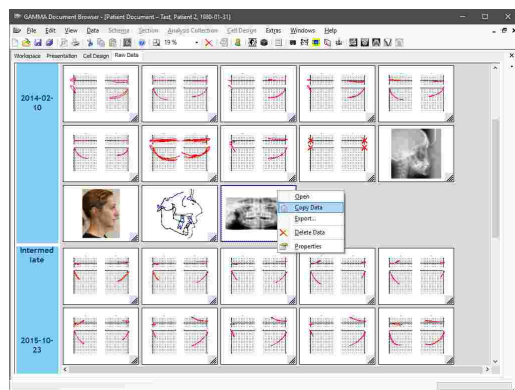 GAMMA Document Browser - [Patient Document - Test, Patient 2, 1980-01-31]
File Edit View Data Schema Section Analysis Collection Cell Design Extras Windows Help
19 %
Workspace Presentation Cell Design Raw Data
2014-02-
10
Open
Copy Data
Export...
Delete Data
Properties
Intermed
iate
2015-10-
23